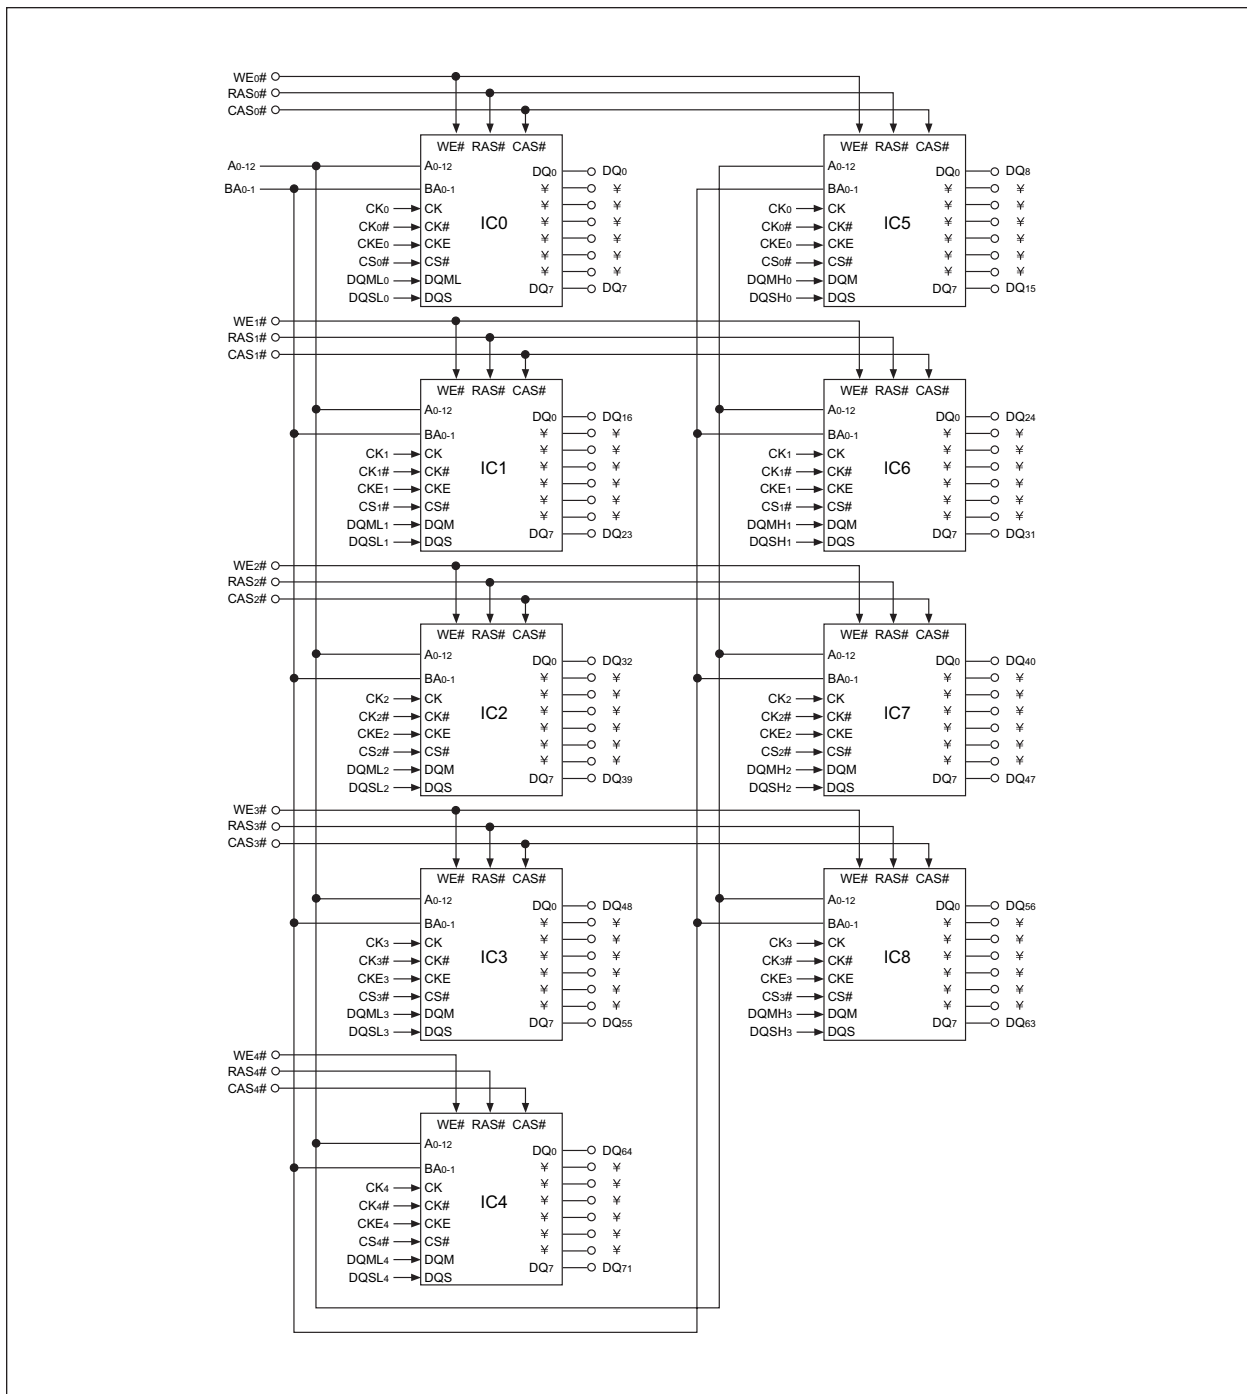 WE0#
RAS0#
CAS0#
WE# RAS# CAS#
WE# RAS# CAS#
A0-12
A0-12
DQ0
DQ0
A0-12
DQ0
DQ8
BA0-1
BA0-1
¥
¥
BA0-1
¥
¥
CK0
CK
¥
CK0
CK
¥
CK0#
CK#
IC0
¥
¥
CK0#
CK#
IC5
¥
¥
CKE0
CKE
¥
¥
CKE0
CKE
¥
¥
CS0#
CS#
¥
¥
CS0#
CS#
¥
¥
DQML0
DQML
¥
¥
DQMH0
DQM
¥
¥
DQSL0
DQS
DQ7
DQ7
DQSH0
DQS
DQ7
DQ15
WE1#
RAS1#
CAS1#
WE# RAS# CAS#
WE# RAS# CAS#
A0-12
DQ0
DQ16
A0-12
DQ0
DQ24
BA0-1
¥
¥
BA0-1
¥
¥
CK1
CK
¥
¥
CK1
CK
¥
¥
CK1#
CK#
IC1
¥
¥
CK1#
CK#
IC6
¥
¥
CKE1
CKE
¥
¥
CKE1
CKE
¥
¥
CS1#
CS#
¥
¥
CS1#
CS#
¥
¥
DQML1
DQM
¥
¥
DQMH1
DQM
¥
¥
DQSL1
DQS
DQ7
DQ23
DQSH1
DQS
DQ7
DQ31
WE2#
RAS2#
CAS2#
WE# RAS# CAS#
WE# RAS# CAS#
A0-12
DQ0
DQ32
A0-12
DQ0
DQ40
BA0-1
¥
¥
BA0-1
¥
¥
CK2
CK
¥
¥
CK2
CK
¥
¥
CK2#
CK#
IC2
¥
¥
CK2#
CK#
IC7
¥
¥
CKE2
CKE
¥
¥
CKE2
CKE
¥
¥
CS2#
CS#
¥
¥
CS2#
CS#
¥
¥
DQML2
DQM
¥
¥
DQMH2
DQM
¥
¥
DQSL2
DQS
DQ7
DQ39
DQSH2
DQS
DQ7
DQ47
WE3#
RAS3#
CAS3#
WE# RAS# CAS#
WE# RAS# CAS#
A0-12
DQ0
DQ48
A0-12
DQ0
DQ56
BA0-1
¥
¥
BA0-1
¥
¥
CK3
CK
¥
¥
CK3
CK
¥
¥
CK3#
CK#
IC3
¥
¥
CK3#
CK#
IC8
¥
¥
CKE3
CKE
¥
¥
CKE3
CKE
¥
¥
CS3#
CS#
¥
¥
CS3#
CS#
¥
¥
DQML3
DQM
¥
¥
DQMH3
DQM
¥
¥
DQSL3
DQS
DQ7
DQ55
DQSH3
DQS
DQ7
DQ63
WE4#
RAS4#
CAS4#
WE# RAS# CAS#
A0-12
DQ0
DQ64
BA0-1
¥
¥
CK4
CK
¥
¥
CK4#
CK#
IC4
¥
¥
CKE4
CKE
¥
¥
CS4#
CS#
¥
¥
DQML4
DQM
¥
¥
DQSL4
DQS
DQ7
DQ71